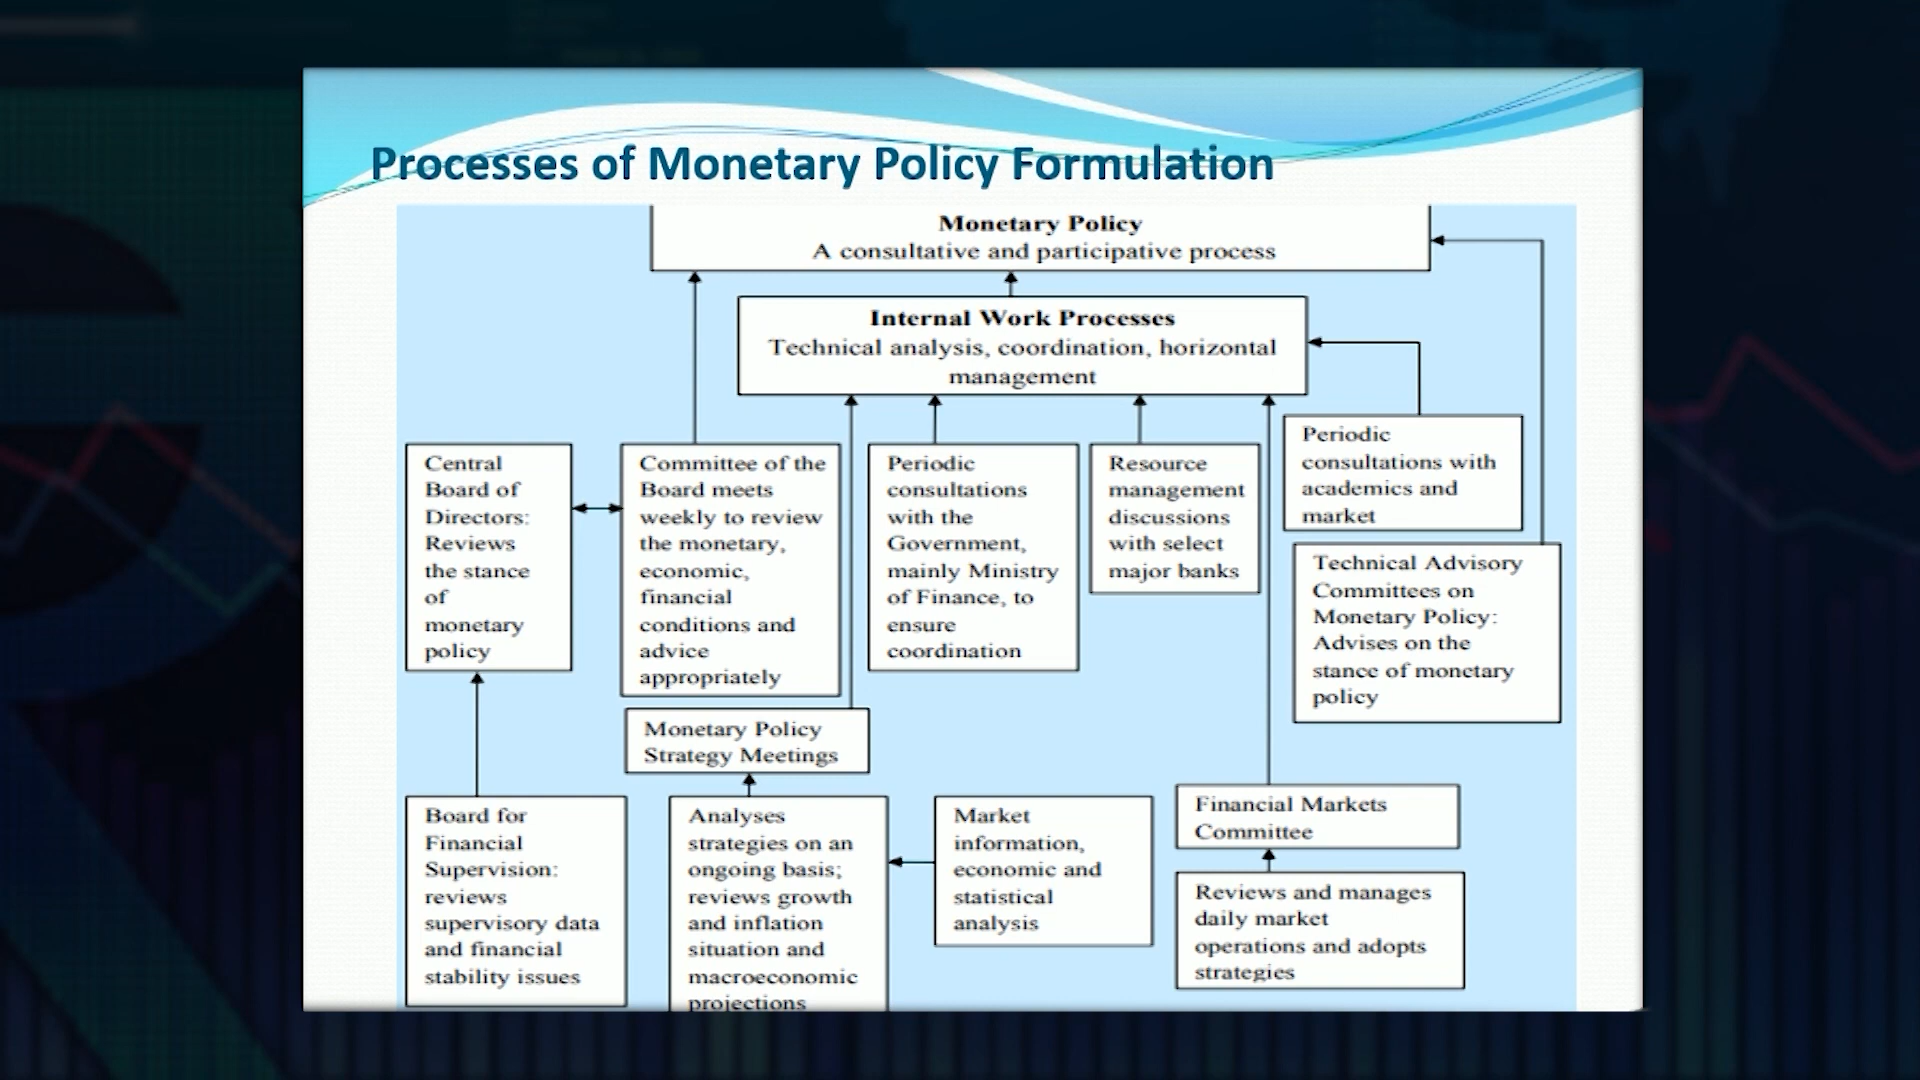 Processes of Monetary Policy Formulation
Monetary Policy
A consultative and participative process
Internal Work Processes
Technical analysis, coordination, horizontal
management
Central
Board of
Directors:
Reviews
the stance
of
monetary
policy
Committee of the
Board meets
weekly to review
the monetary,
economic,
financial
conditions and
advice
appropriately
Periodic
consultations
with the
Government,
mainly Ministry
of Finance, to
ensure
coordination
Resource
management
discussions
with select
major banks
Periodic
consultations with
academics and
market
Technical Advisory
Committees on
Monetary Policy:
Advises on the
stance of monetary
policy
Monetary Policy
Strategy Meetings
Board for
Financial
Supervision:
reviews
supervisory data
and financial
stability issues
Analyses
strategies on an
ongoing basis;
reviews growth
and inflation
situation and
macroeconomic
projections
Market
information,
economic and
statistical
analysis
Financial Markets
Committee
Reviews and manages
daily market
operations and adopts
strategies